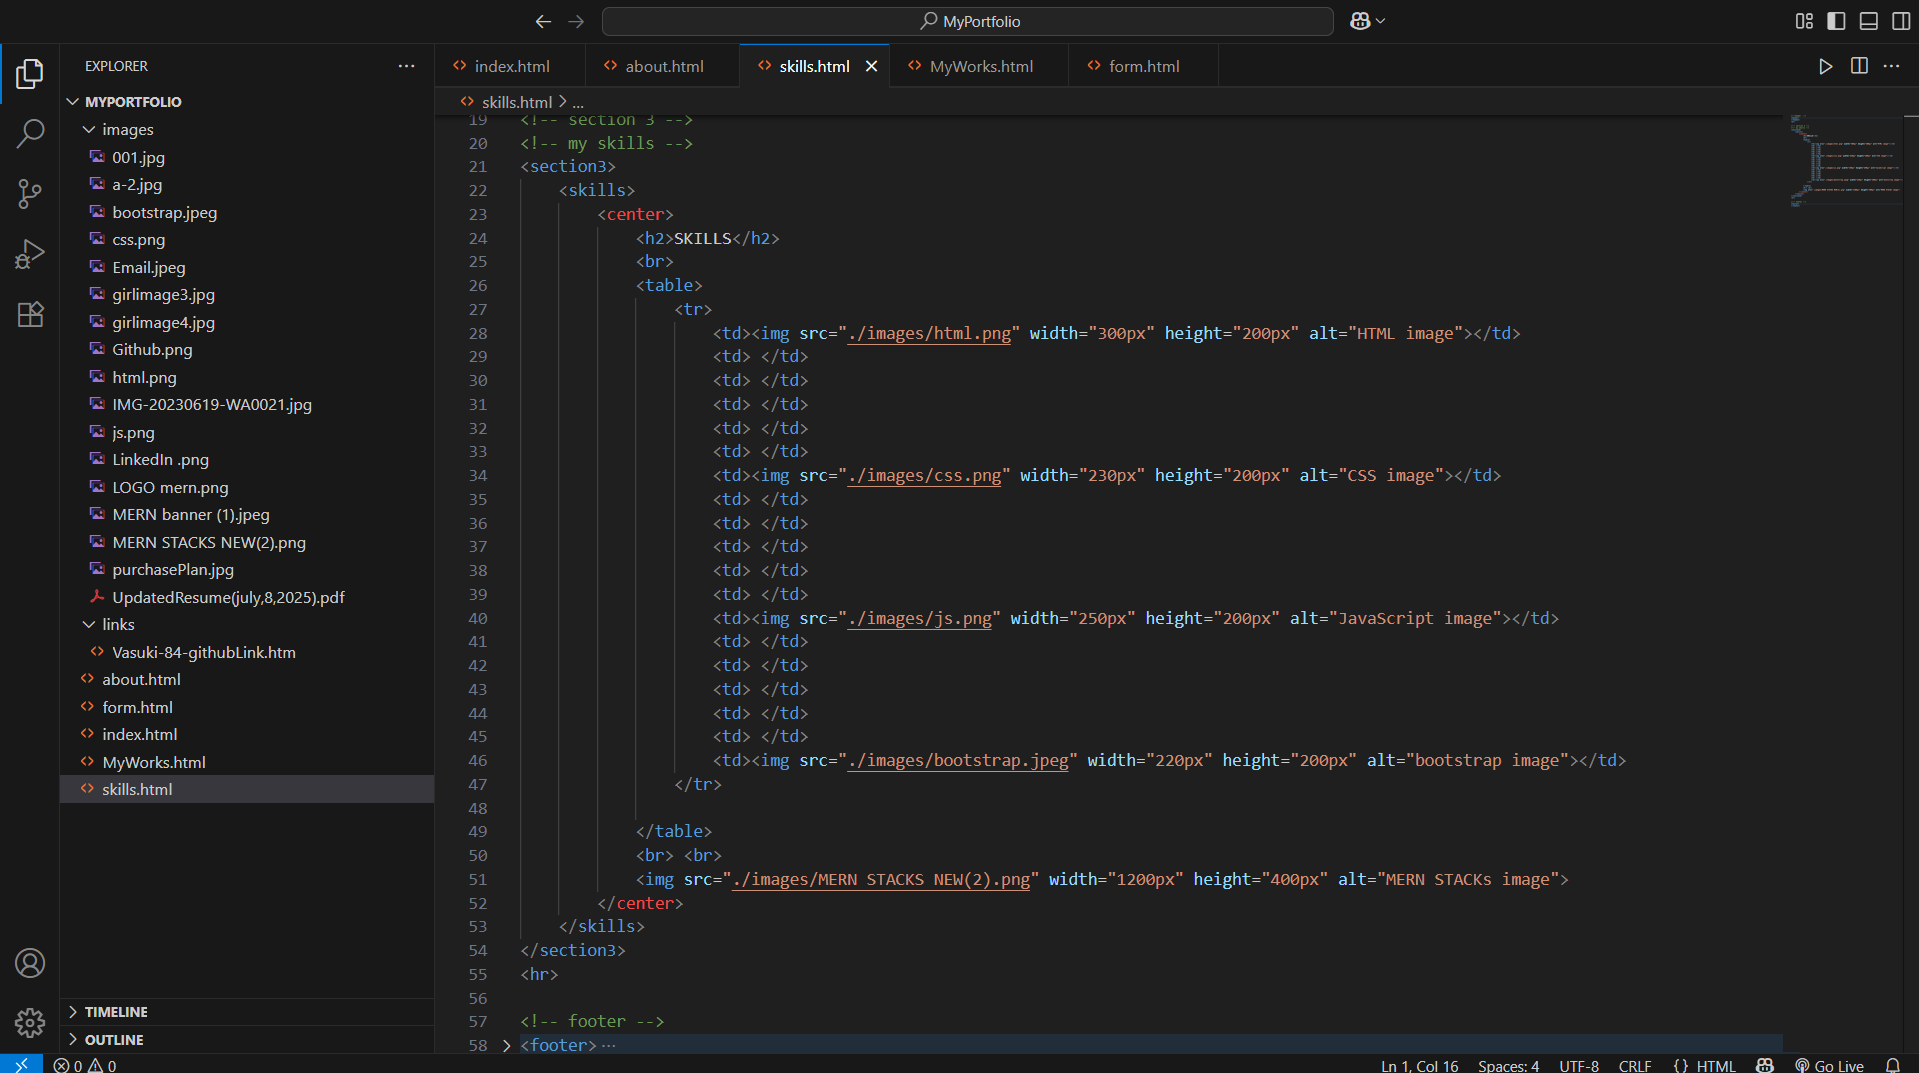 MyPortfolio
EXPLORER
MYPORTFOLIO
images
001.jpg
a-2.jpg
bootstrap.jpeg
css.png
Email.jpeg
girlimage3.jpg
girlimage4.jpg
Github.png
html.png
IMG-20230619-WA0021.jpg
js.png
LinkedIn .png
LOGO mern.png
MERN banner (1).jpeg
MERN STACKS NEW(2).png
purchasePlan.jpg
UpdatedResume(july,8,2025).pdf
links
Vasuki-84-githubLink.htm
about.html
form.html
index.html
MyWorks.html
skills.html
TIMELINE
OUTLINE
index.html about.html skills.html MyWorks.html form.html
skills.html > ...
19 <!-- section 3 -->
20 <!-- my skills -->
21 <section3>
22 <skills>
23 <center>
24 <h2>SKILLS</h2>
25 <br>
26 <table>
27 <tr>
28 <td><img src="./images/html.png" width="300px" height="200px" alt="HTML image"></td>
29 <td> </td>
30 <td> </td>
31 <td> </td>
32 <td> </td>
33 <td> </td>
34 <td><img src="./images/css.png" width="230px" height="200px" alt="CSS image"></td>
35 <td> </td>
36 <td> </td>
37 <td> </td>
38 <td> </td>
39 <td> </td>
40 <td><img src="./images/js.png" width="250px" height="200px" alt="JavaScript image"></td>
41 <td> </td>
42 <td> </td>
43 <td> </td>
44 <td> </td>
45 <td> </td>
46 <td><img src="./images/bootstrap.jpeg" width="220px" height="200px" alt="bootstrap image"></td>
47 </tr>
48
49 </table>
50 <br> <br>
51 <img src="./images/MERN STACKS NEW(2).png" width="1200px" height="400px" alt="MERN STACKs image">
52 </center>
53 </skills>
54 </section3>
55 <hr>
56
57 <!-- footer -->
58 <footer> ...
0 0 Ln 1, Col 16 Spaces: 4 UTF-8 CRLF {} HTML Go Live